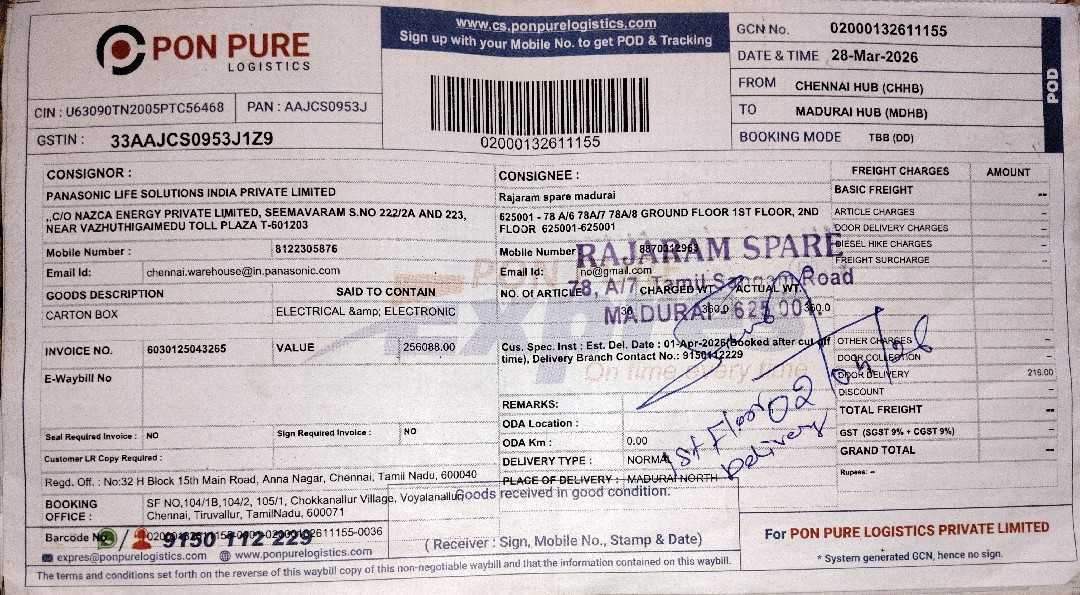 PON PURE
LOGISTICS
www.cs.ponpurelogistics.com
Sign up with your Mobile No. to get POD & Tracking
02000132611155
GCN No. 02000132611155
DATE & TIME 28-Mar-2026
FROM CHENNAI HUB (CHHB)
TO MADURAI HUB (MDHB)
BOOKING MODE TBB (DD)
POD
CIN : U63090TN2005PTC56468 PAN : AAJCS0953J
GSTIN : 33AAJCS0953J1Z9
CONSIGNOR :
PANASONIC LIFE SOLUTIONS INDIA PRIVATE LIMITED
,,C/O NAZCA ENERGY PRIVATE LIMITED, SEEMAVARAM S.NO 222/2A AND 223,
NEAR VAZHUTHIGAIMEDU TOLL PLAZA T-601203
Mobile Number : 8122305876
Email Id: chennai.warehouse@in.panasonic.com
GOODS DESCRIPTION SAID TO CONTAIN
CARTON BOX ELECTRICAL &amp; ELECTRONIC
INVOICE NO. 6030125043265 VALUE 256088.00
E-Waybill No
Seal Required Invoice : NO Sign Required Invoice : NO
Customer LR Copy Required :
CONSIGNEE :
Rajaram spare madurai
625001 - 78 A/6 78A/7 78A/8 GROUND FLOOR 1ST FLOOR, 2ND
FLOOR 625001-625001
Mobile Number 8870312963
Email Id: no@gmail.com
NO. Of ARTICLE CHARGED WT. ACTUAL WT.
36 360.0 360.0
RAJARAM SPARE
78, A/7, Tamil Sangam Road
MADURAI - 625 001.
PON PURE
Expres
On time every time
Cus. Spec. Inst : Est. Del. Date : 01-Apr-2026(Booked after cut off
time), Delivery Branch Contact No.: 9150112229
REMARKS:
ODA Location :
ODA Km : 0.00
DELIVERY TYPE : NORMAL
PLACE OF DELIVERY : MADURAI NORTH
02/04/26
1st Floor
Delivery
FREIGHT CHARGES AMOUNT
BASIC FREIGHT --
ARTICLE CHARGES --
DOOR DELIVERY CHARGES --
DIESEL HIKE CHARGES --
FREIGHT SURCHARGE --
OTHER CHARGES --
DOOR COLLECTION --
DOOR DELIVERY 216.00
DISCOUNT --
TOTAL FREIGHT --
GST (SGST 9% + CGST 9%) --
GRAND TOTAL --
Rupees: --
Regd. Off. : No:32 H Block 15th Main Road, Anna Nagar, Chennai, Tamil Nadu, 600040
BOOKING OFFICE : SF NO,104/1B,104/2, 105/1, Chokkanallur Village, Voyalanallur,
Chennai, Tiruvallur, TamilNadu, 600071
Barcode No
9150 112 229
expres@ponpurelogistics.com www.ponpurelogistics.com
Goods received in good condition.
( Receiver : Sign, Mobile No., Stamp & Date)
For PON PURE LOGISTICS PRIVATE LIMITED
* System generated GCN, hence no sign.
The terms and conditions set forth on the reverse of this waybill copy of this non-negotiable waybill and that the information contained on this waybill.